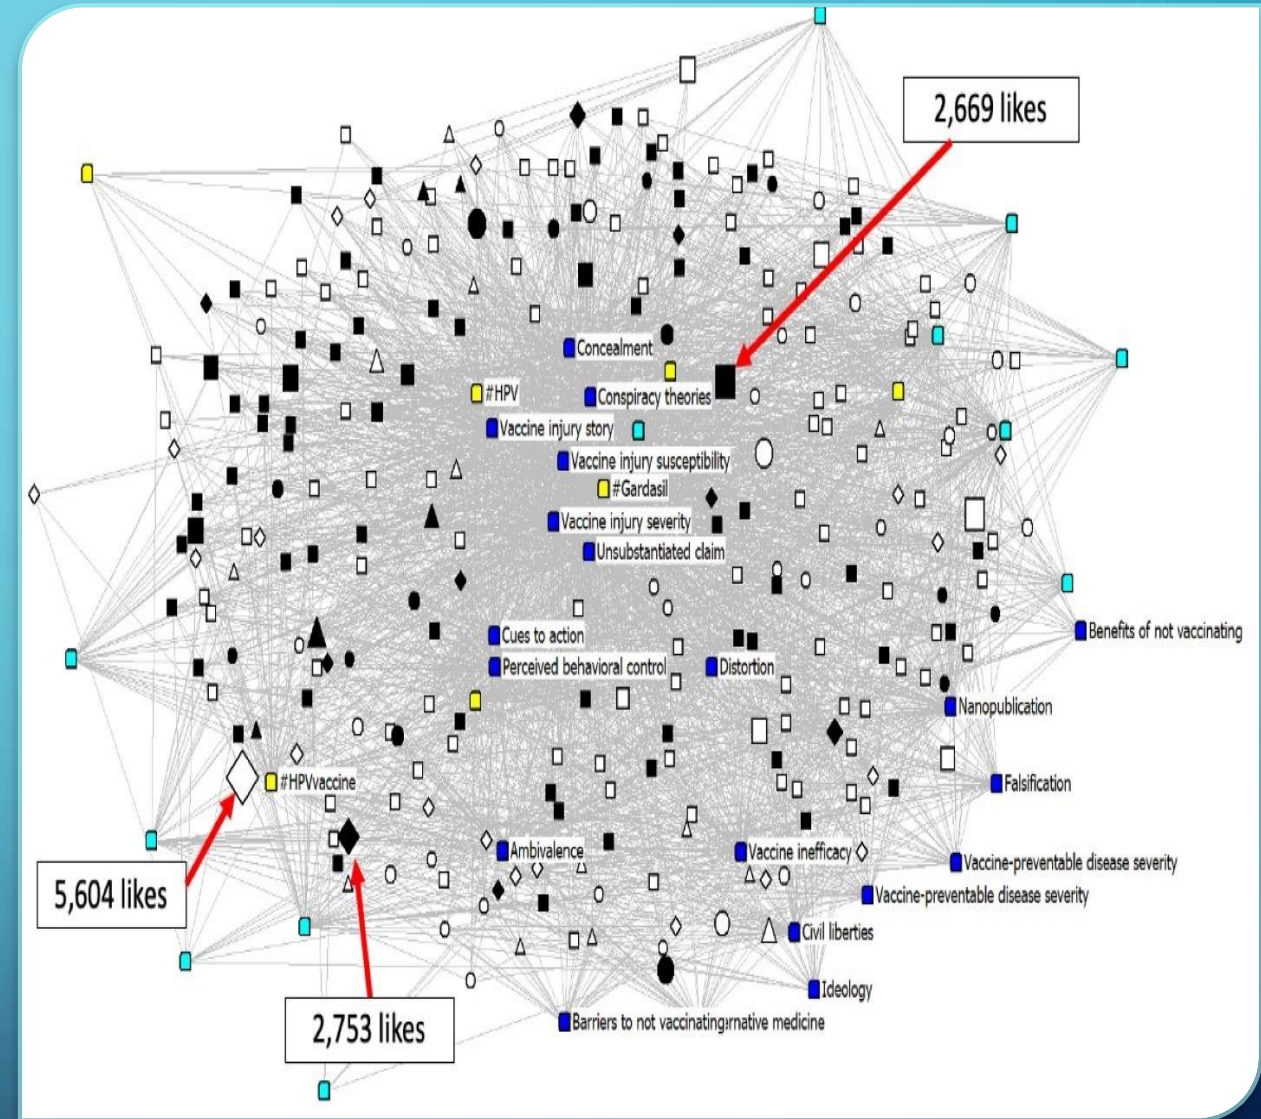 2,669 likes
Concealment
#HPV
Conspiracy theories
Vaccine injury story
Vaccine injury susceptibility
#Gardasil
Vaccine injury severity
Unsubstantiated claim
Benefits of not vaccinating
Cues to action
Perceived behavioral control
Distortion
Nanopublication
#HPVvaccine
Falsification
Ambivalence
Vaccine inefficacy
Vaccine-preventable disease severity
5,604 likes
Vaccine-preventable disease severity
Civil liberties
Ideology
2,753 likes
Barriers to not vaccinating
medicine